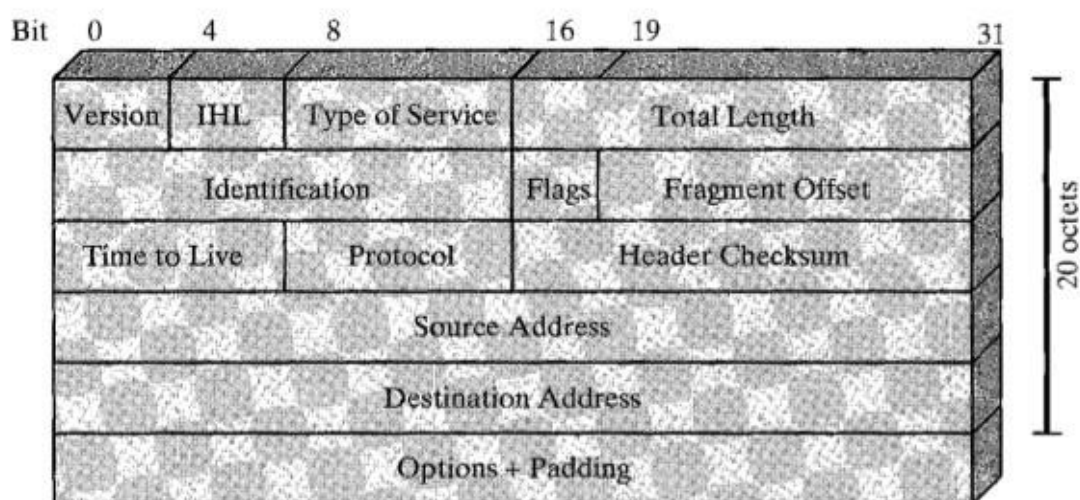 Bit 0 4 8 16 19 31
Version IHL Type of Service Total Length
Identification Flags Fragment Offset
Time to Live Protocol Header Checksum
Source Address
Destination Address
Options + Padding
20 octets